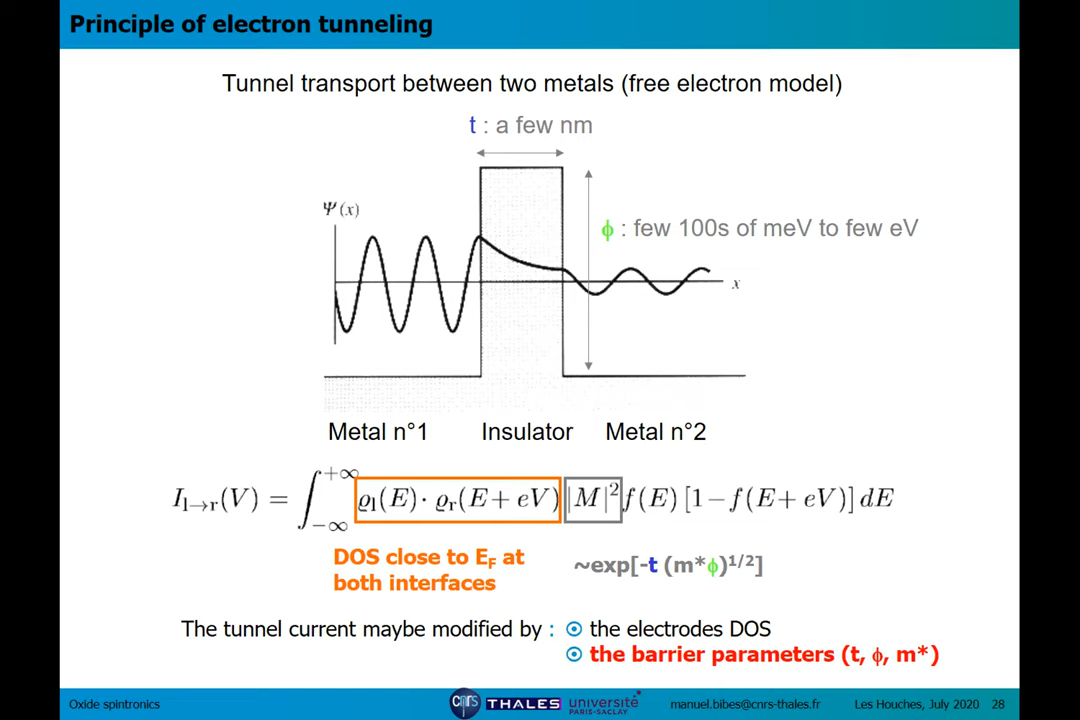 Principle of electron tunneling
Tunnel transport between two metals (free electron model)
t : a few nm
Ψ(x)
ϕ : few 100s of meV to few eV
x
Metal n°1 Insulator Metal n°2
I_{l→r}(V) = ∫_{−∞}^{+∞} ϱ_l(E)· ϱ_r(E+ eV) |M|² f(E) [1−f(E+ eV)] dE
DOS close to E_F at
both interfaces
~exp[-t (m*ϕ)^{1/2}]
The tunnel current maybe modified by : ⊙ the electrodes DOS
⊙ the barrier parameters (t, ϕ, m*)
Oxide spintronics cnrs THALES université PARIS-SACLAY manuel.bibes@cnrs-thales.fr Les Houches, July 2020 28